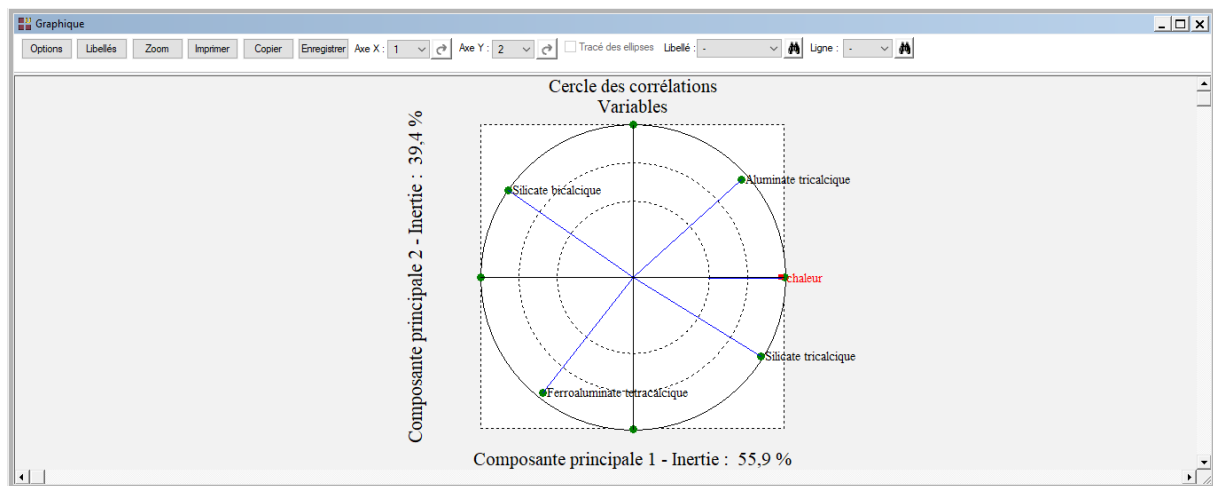 Graphique
Options Libellés Zoom Imprimer Copier Enregistrer Axe X : 1 Axe Y : 2 Tracé des ellipses Libellé : - Ligne : -
Cercle des corrélations
Variables
Composante principale 2 - Inertie : 39,4 %
Aluminate tricalcique
Silicate bicalcique
chaleur
Silicate tricalcique
Ferroaluminate tetracalcique
Composante principale 1 - Inertie : 55,9 %